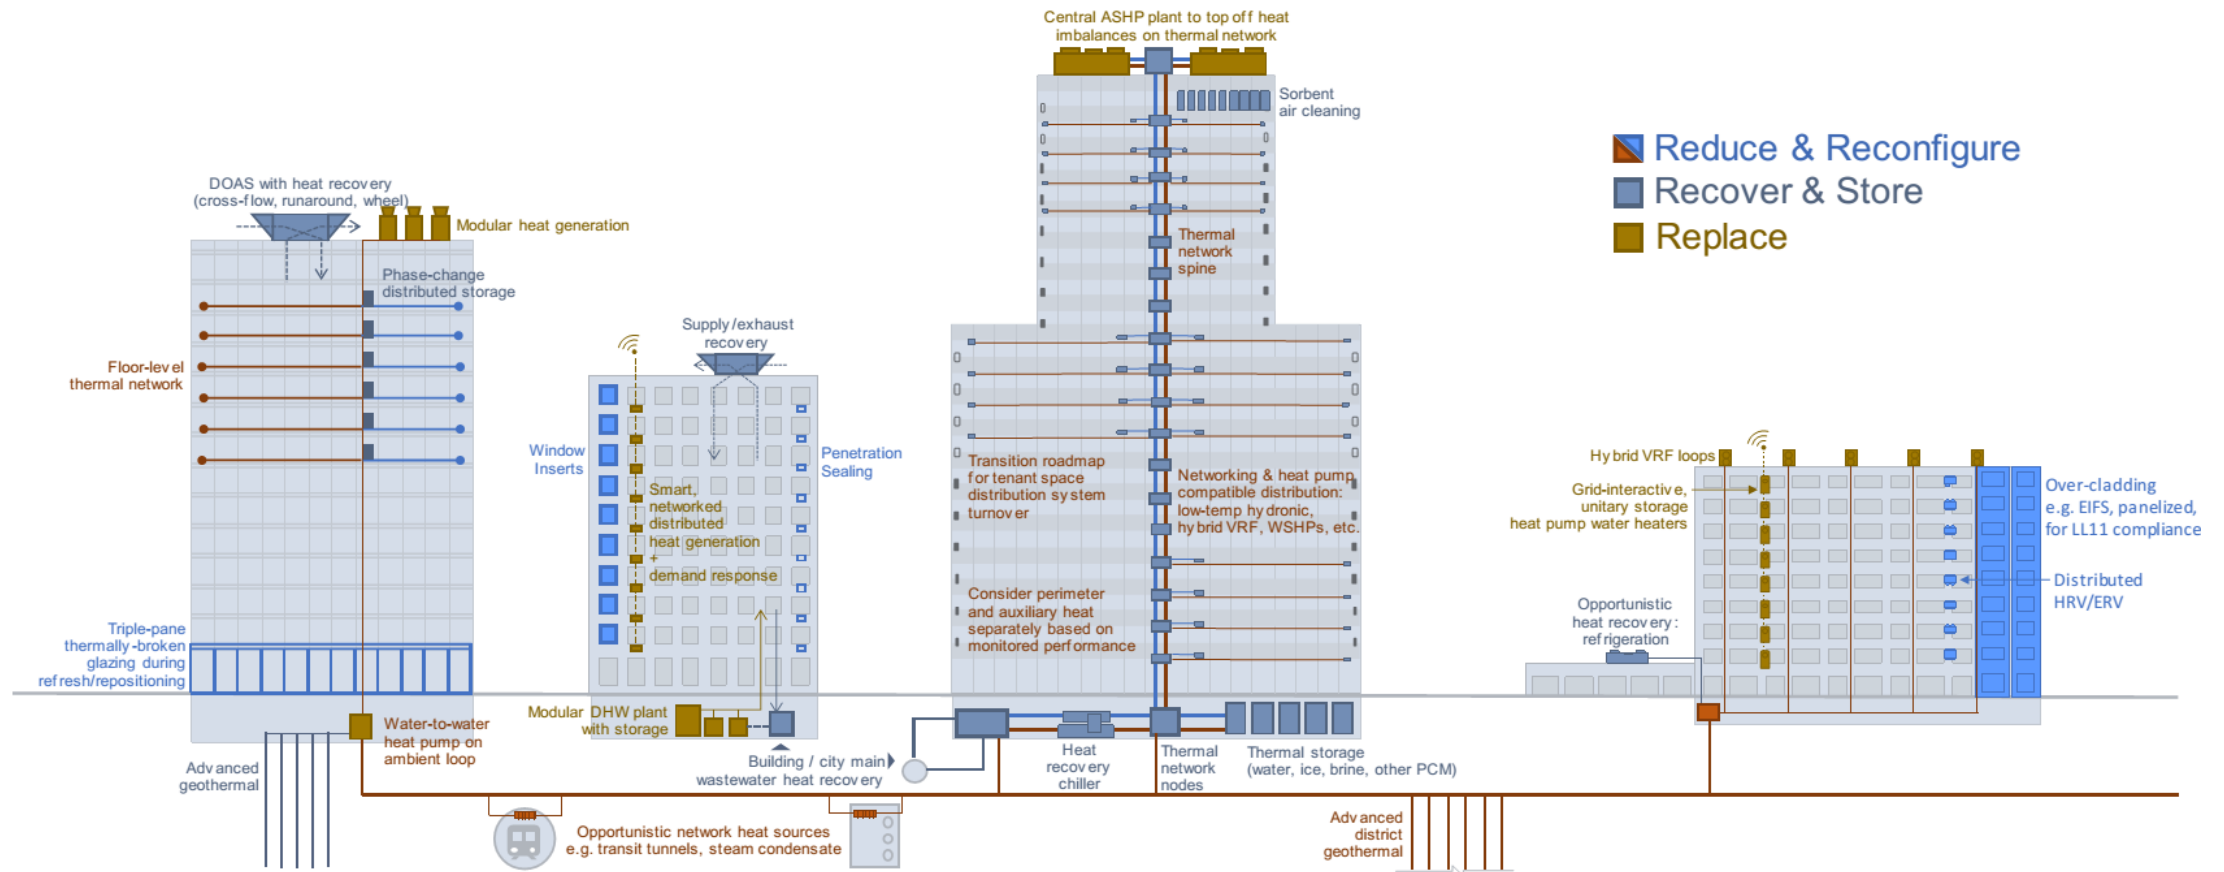 Central ASHP plant to top off heat
imbalances on thermal network
Sorbent
air cleaning
Reduce & Reconfigure
Recover & Store
Replace
DOAS with heat recovery
(cross-flow, runaround, wheel)
Modular heat generation
Phase-change
distributed storage
Floor-level
thermal network
Triple-pane
thermally-broken
glazing during
refresh/repositioning
Water-to-water
heat pump on
ambient loop
Advanced
geothermal
Supply/exhaust
recovery
Window
Inserts
Penetration
Sealing
Smart,
networked
distributed
heat generation
+
demand response
Modular DHW plant
with storage
Building / city main
wastewater heat recovery
Opportunistic network heat sources
e.g. transit tunnels, steam condensate
Thermal
network
spine
Transition roadmap
for tenant space
distribution system
turnover
Networking & heat pump
compatible distribution:
low-temp hydronic,
hybrid VRF, WSHPs, etc.
Consider perimeter
and auxiliary heat
separately based on
monitored performance
Heat
recovery
chiller
Thermal
network
nodes
Thermal storage
(water, ice, brine, other PCM)
Advanced
district
geothermal
Hybrid VRF loops
Grid-interactive,
unitary storage
heat pump water heaters
Opportunistic
heat recovery:
refrigeration
Over-cladding
e.g. EIFS, panelized,
for LL11 compliance
Distributed
HRV/ERV